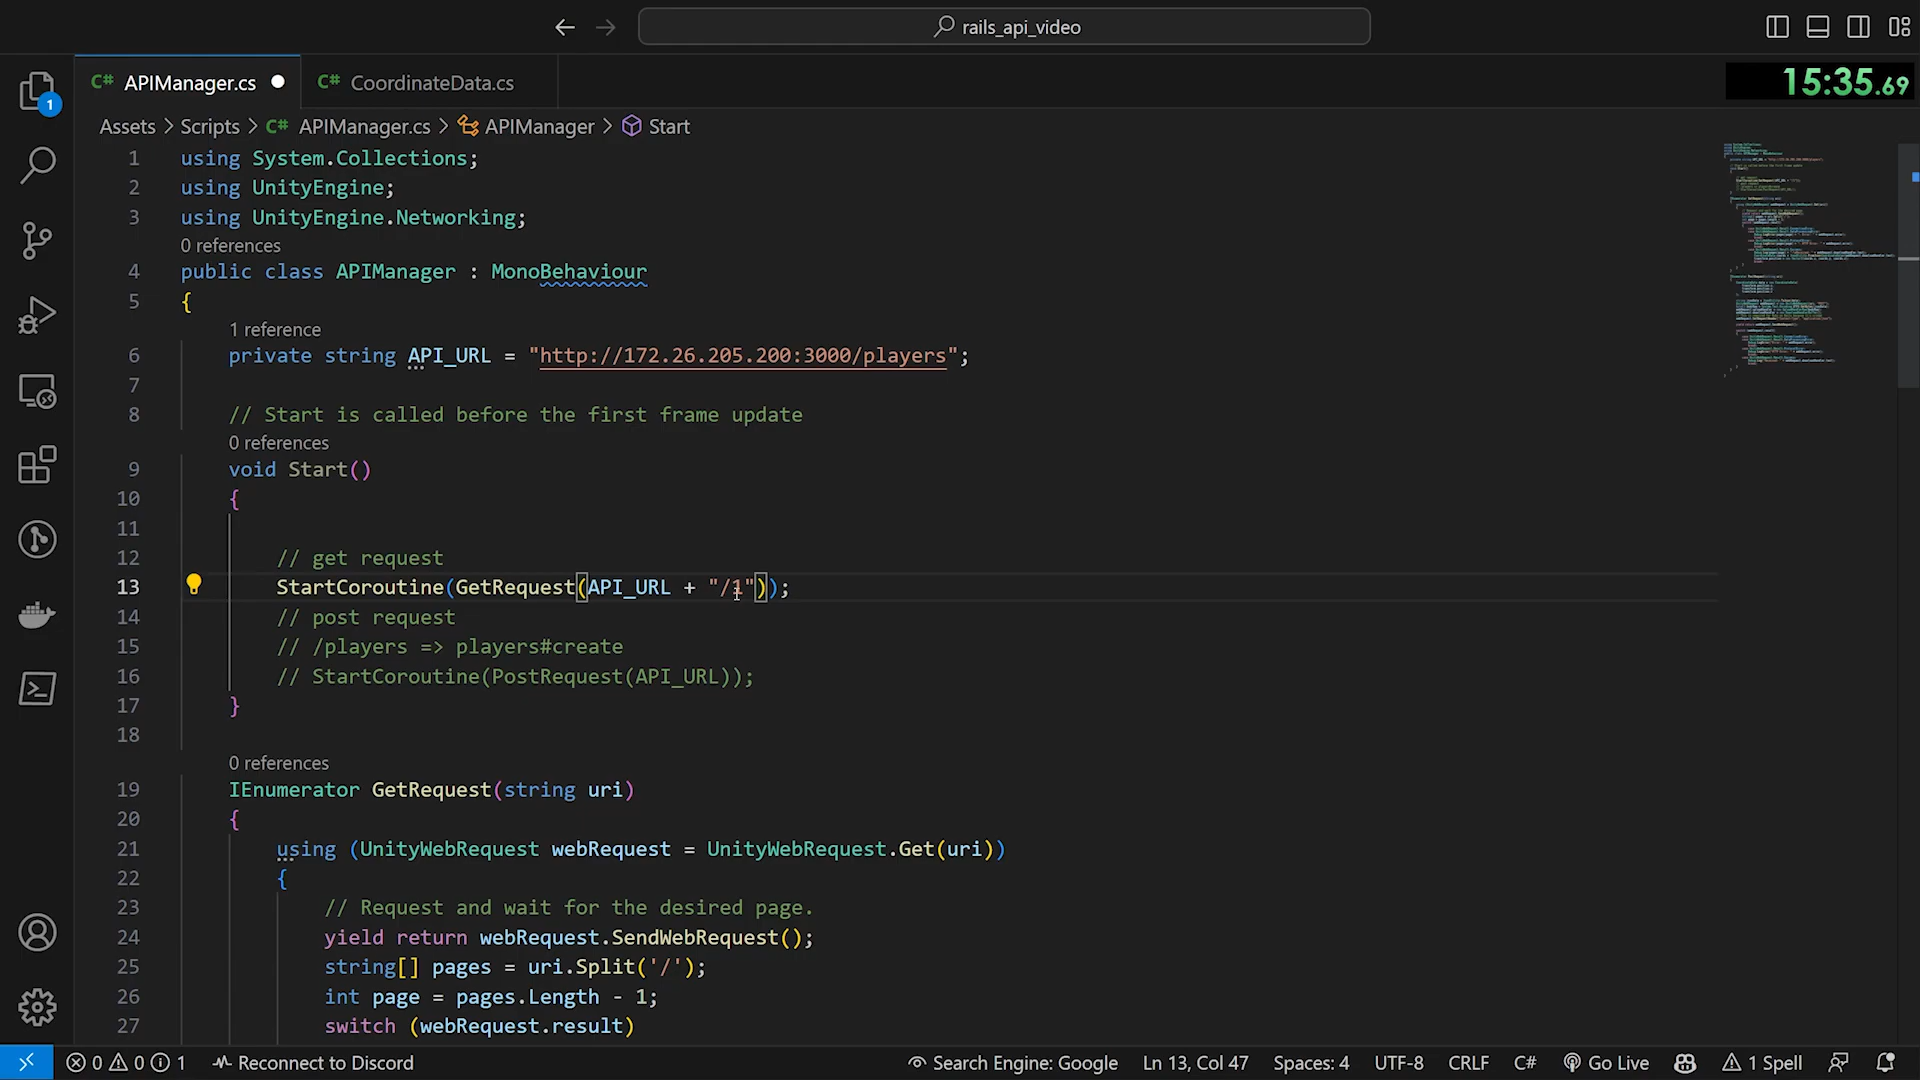 rails_api_video
C# APIManager.cs
C# CoordinateData.cs
15:35.69
1
Assets > Scripts > C# APIManager.cs > APIManager > Start
1 using System.Collections;
2 using UnityEngine;
3 using UnityEngine.Networking;
0 references
4 public class APIManager : MonoBehaviour
5 {
1 reference
6 private string API_URL = "http://172.26.205.200:3000/players";
7
8 // Start is called before the first frame update
0 references
9 void Start()
10 {
11
12 // get request
13 StartCoroutine(GetRequest(API_URL + "/1"));
14 // post request
15 // /players => players#create
16 // StartCoroutine(PostRequest(API_URL));
17 }
18
0 references
19 IEnumerator GetRequest(string uri)
20 {
21 using (UnityWebRequest webRequest = UnityWebRequest.Get(uri))
22 {
23 // Request and wait for the desired page.
24 yield return webRequest.SendWebRequest();
25 string[] pages = uri.Split('/');
26 int page = pages.Length - 1;
27 switch (webRequest.result)
0 0 1 Reconnect to Discord Search Engine: Google Ln 13, Col 47 Spaces: 4 UTF-8 CRLF C# Go Live 1 Spell